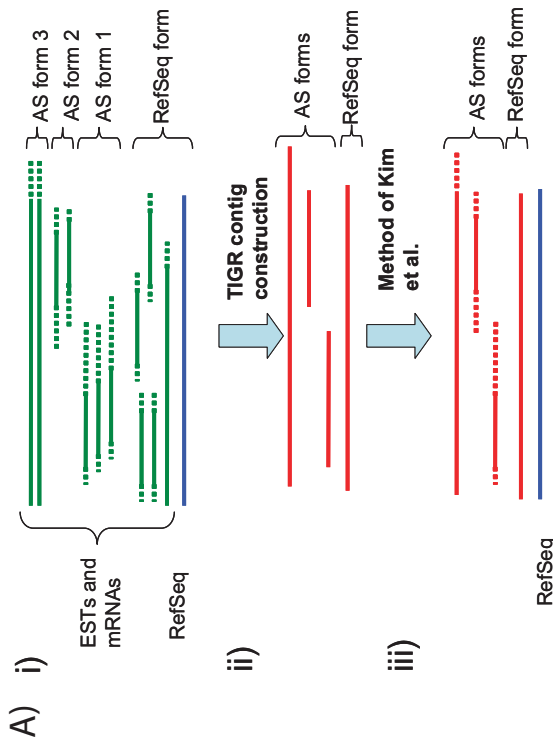 A)
i)
AS form 3
AS form 2
AS form 1
RefSeq form
ESTs and
mRNAs
RefSeq
TIGR contig
construction
ii)
AS forms
RefSeq form
Method of Kim
et al.
iii)
AS forms
RefSeq form
RefSeq